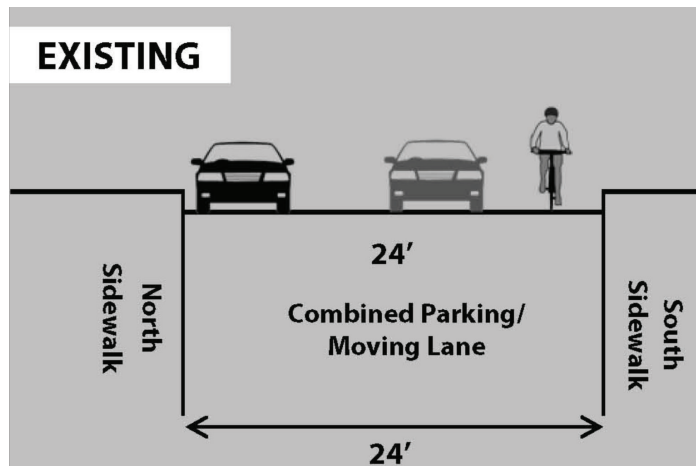 EXISTING
24’
Combined Parking/
Moving Lane
North
Sidewalk
South
Sidewalk
24’